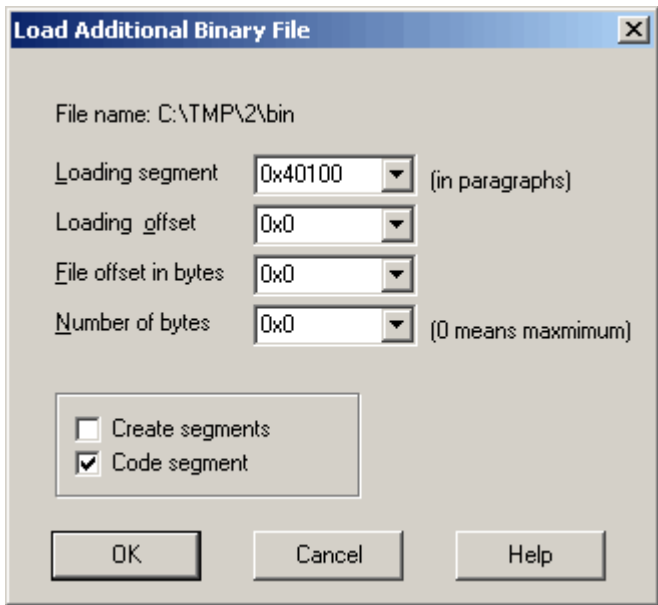 Load Additional Binary File
File name: C:\TMP\2\bin
Loading segment 0x40100 (in paragraphs)
Loading offset 0x0
File offset in bytes 0x0
Number of bytes 0x0 (0 means maxmimum)
Create segments
Code segment
OK Cancel Help